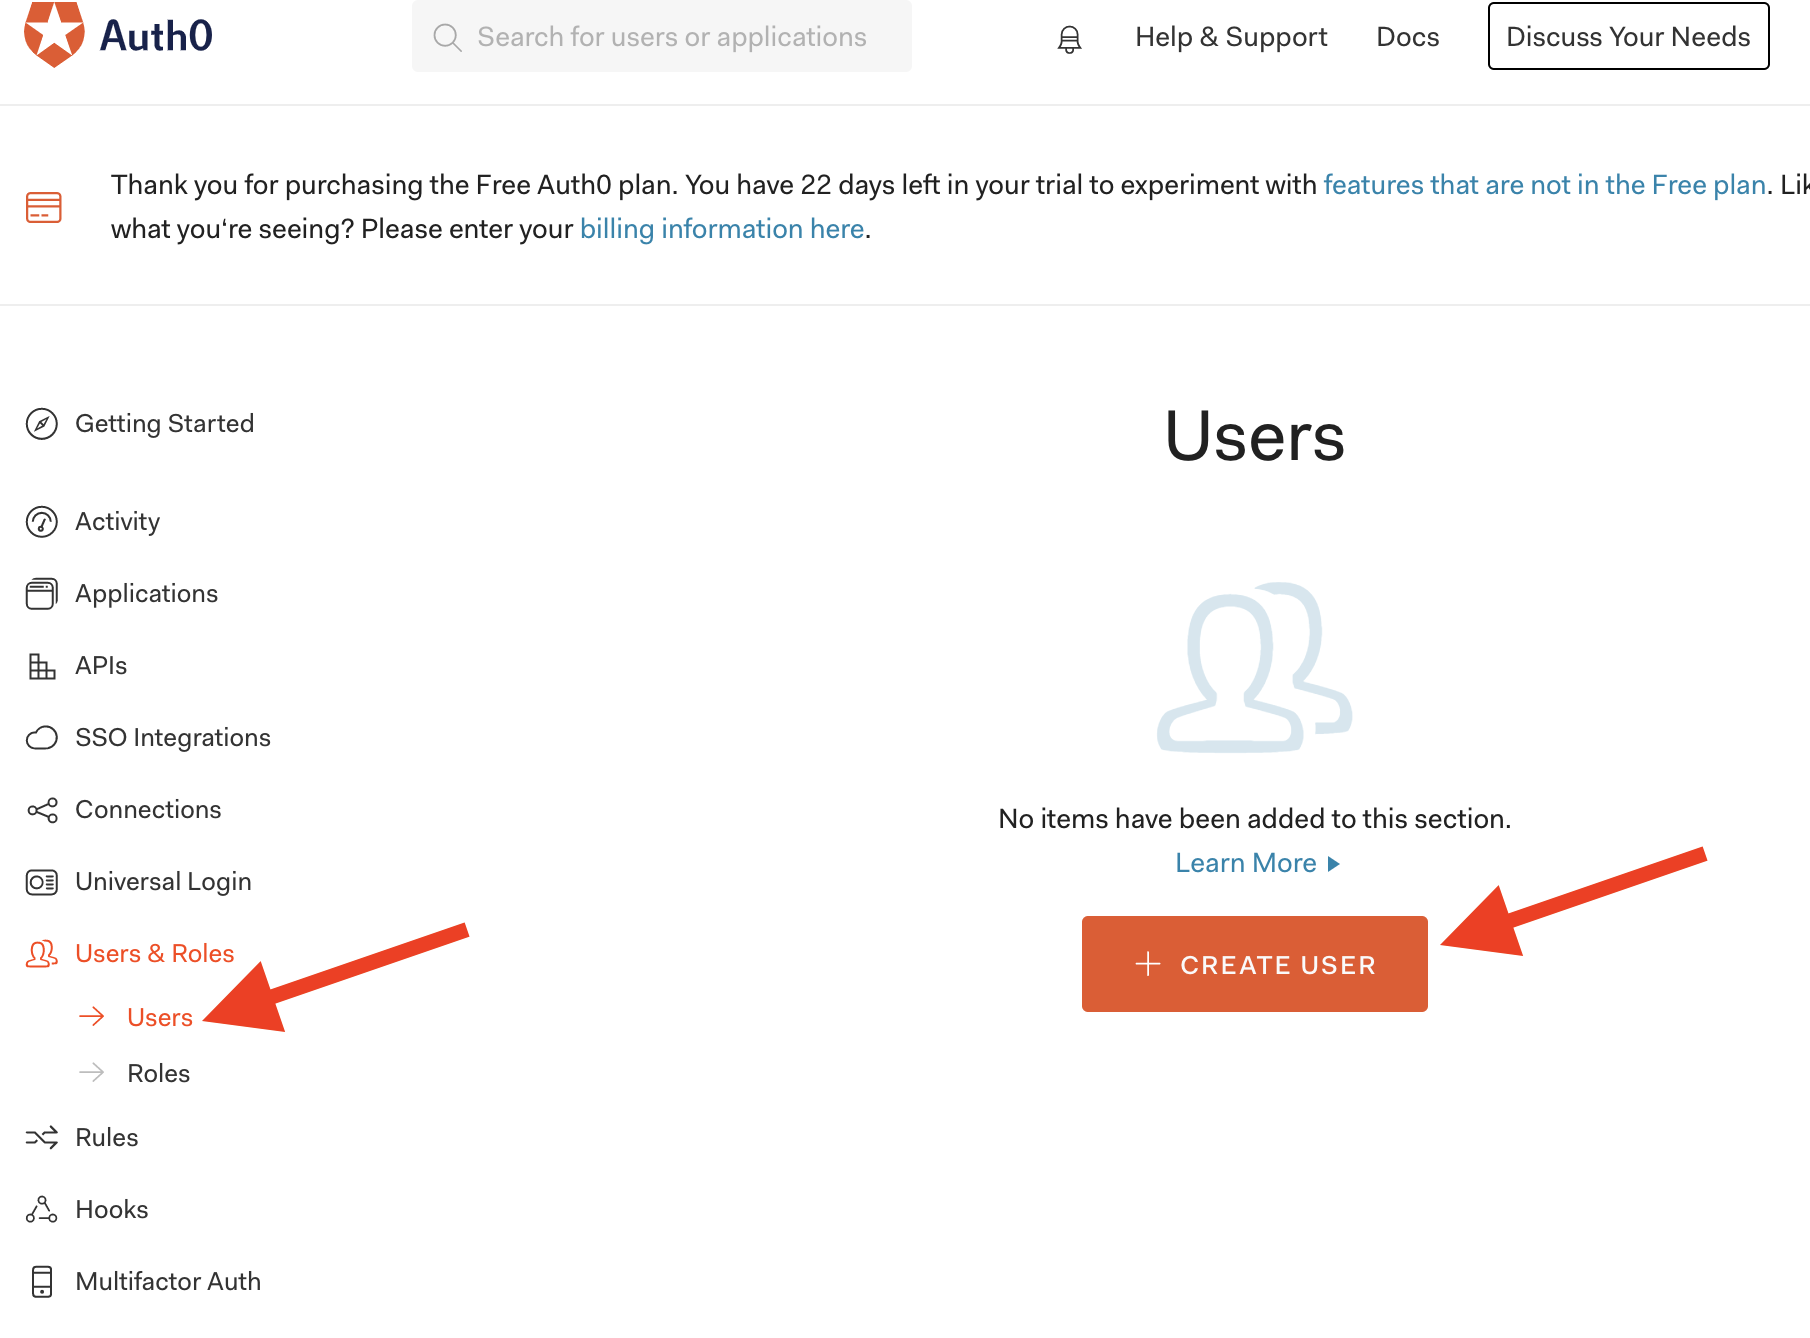 Auth0
Search for users or applications
Help & Support
Docs
Discuss Your Needs
Thank you for purchasing the Free Auth0 plan. You have 22 days left in your trial to experiment with features that are not in the Free plan. Lik
what you‘re seeing? Please enter your billing information here.
Getting Started
Activity
Applications
APIs
SSO Integrations
Connections
Universal Login
Users & Roles
Users
Roles
Rules
Hooks
Multifactor Auth
Users
No items have been added to this section.
Learn More
CREATE USER